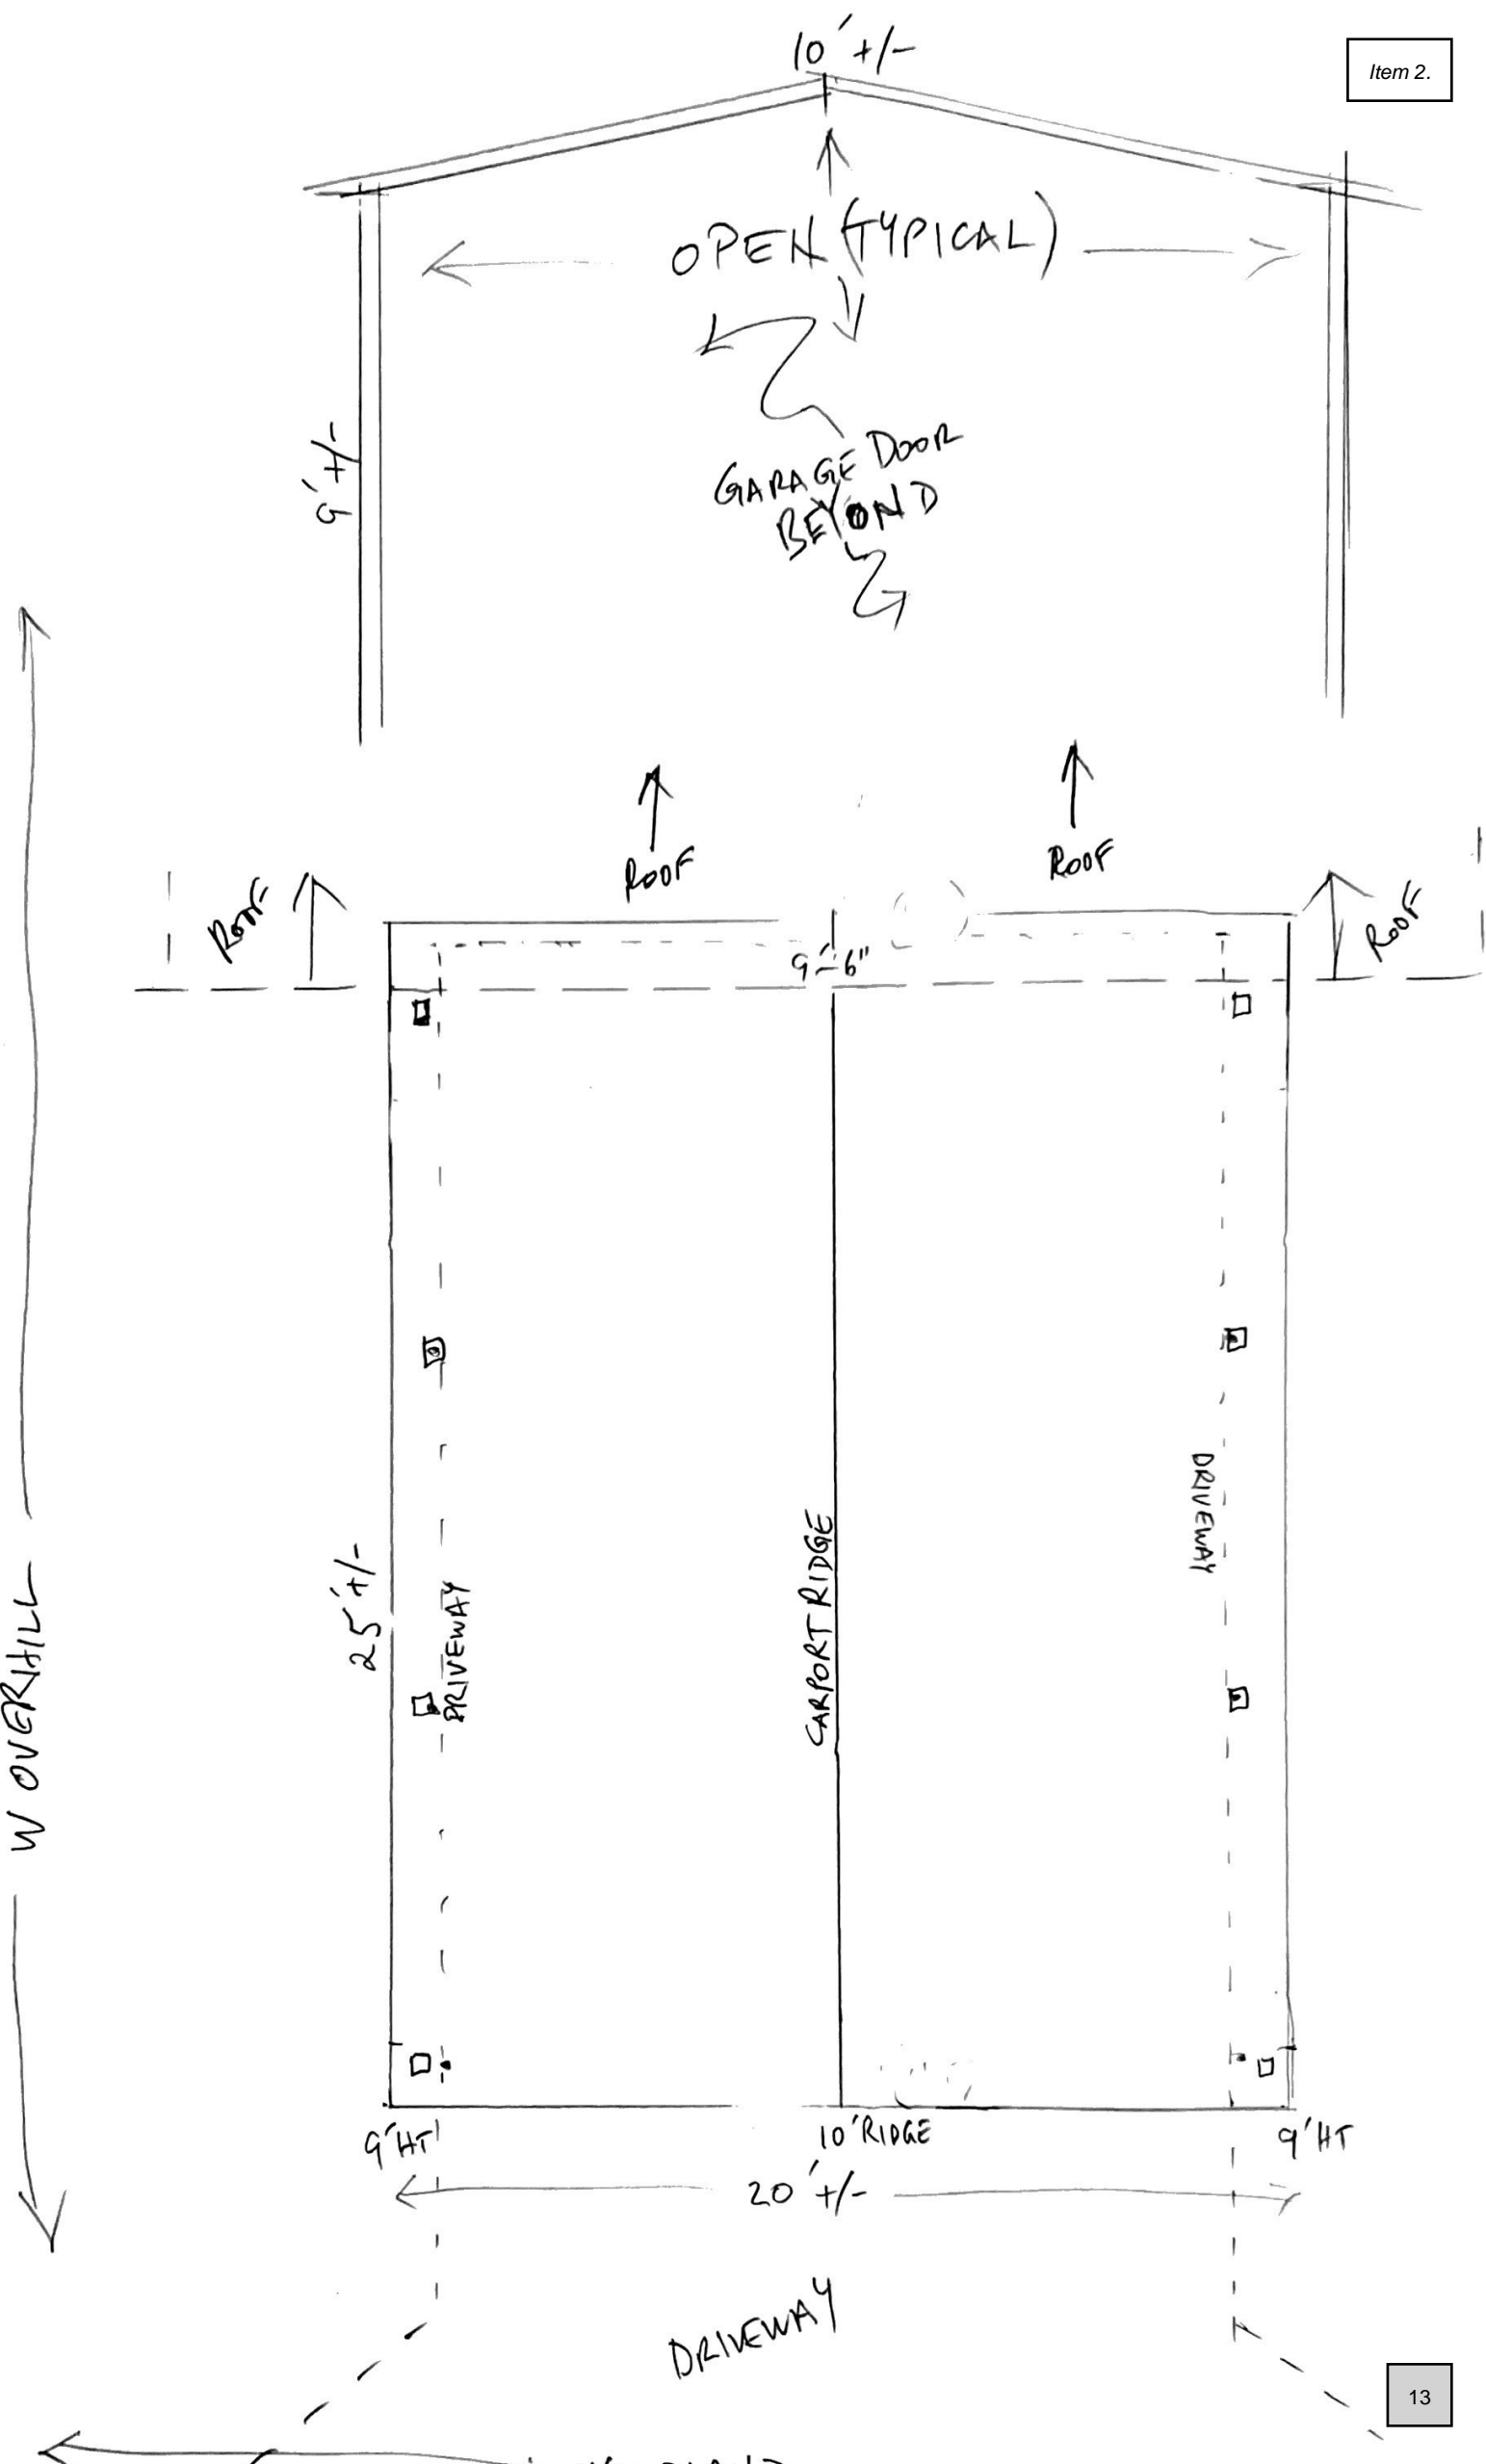 10' +/-
Item 2.
OPEN (TYPICAL)
9' +/-
GARAGE DOOR
BEYOND
ROOF
ROOF
ROOF
ROOF
9'-6"
DRIVEWAY
25' +/-
DRIVEWAY
CARPORT RIDGE
W OVERHILL
9' HT
10' RIDGE
9' HT
20' +/-
DRIVEWAY
13